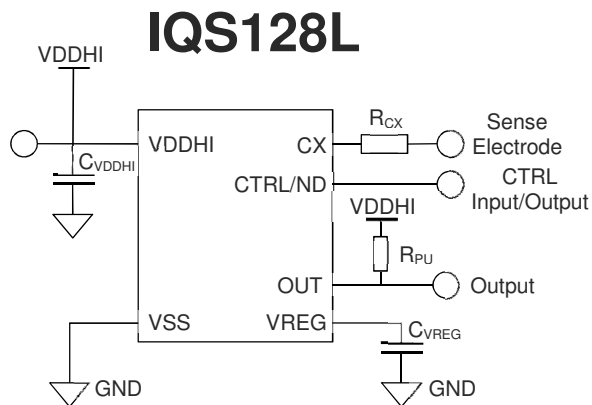 IQS128L
VDDHI
VDDHI
CVDDHI
VSS
GND
CX
CTRL/ND
OUT
VREG
RCX
Sense
Electrode
CTRL
Input/Output
VDDHI
RPU
Output
CVREG
GND